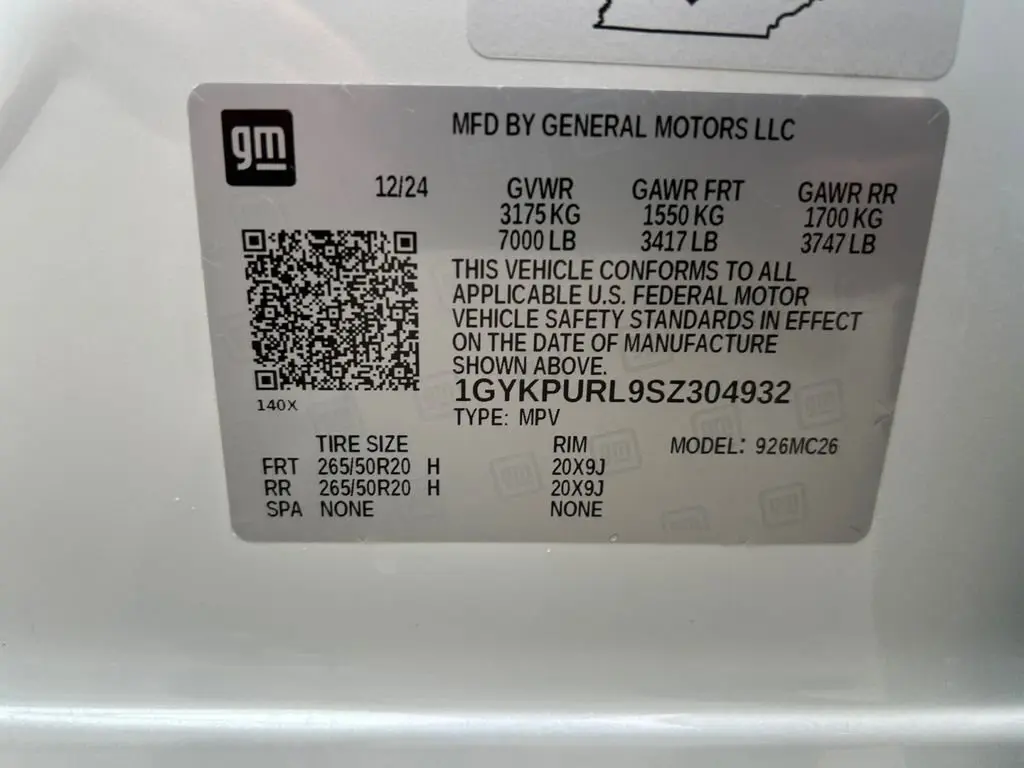 gm
MFD BY GENERAL MOTORS LLC
12/24 GVWR GAWR FRT GAWR RR
3175 KG 1550 KG 1700 KG
7000 LB 3417 LB 3747 LB
THIS VEHICLE CONFORMS TO ALL
APPLICABLE U.S. FEDERAL MOTOR
VEHICLE SAFETY STANDARDS IN EFFECT
ON THE DATE OF MANUFACTURE
SHOWN ABOVE.
140X
1GYKPURL9SZ304932
TYPE: MPV
TIRE SIZE RIM MODEL: 926MC26
FRT 265/50R20 H 20X9J
RR 265/50R20 H 20X9J
SPA NONE NONE